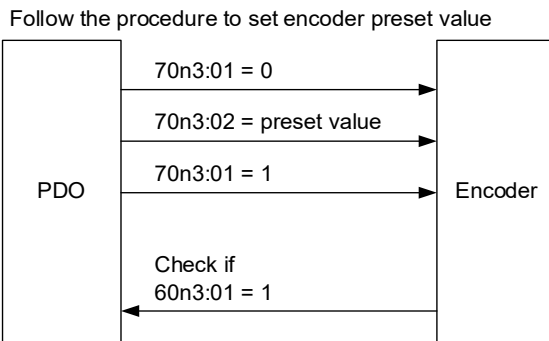 Follow the procedure to set encoder preset value
70n3:01 = 0
70n3:02 = preset value
70n3:01 = 1
PDO
Encoder
Check if
60n3:01 = 1